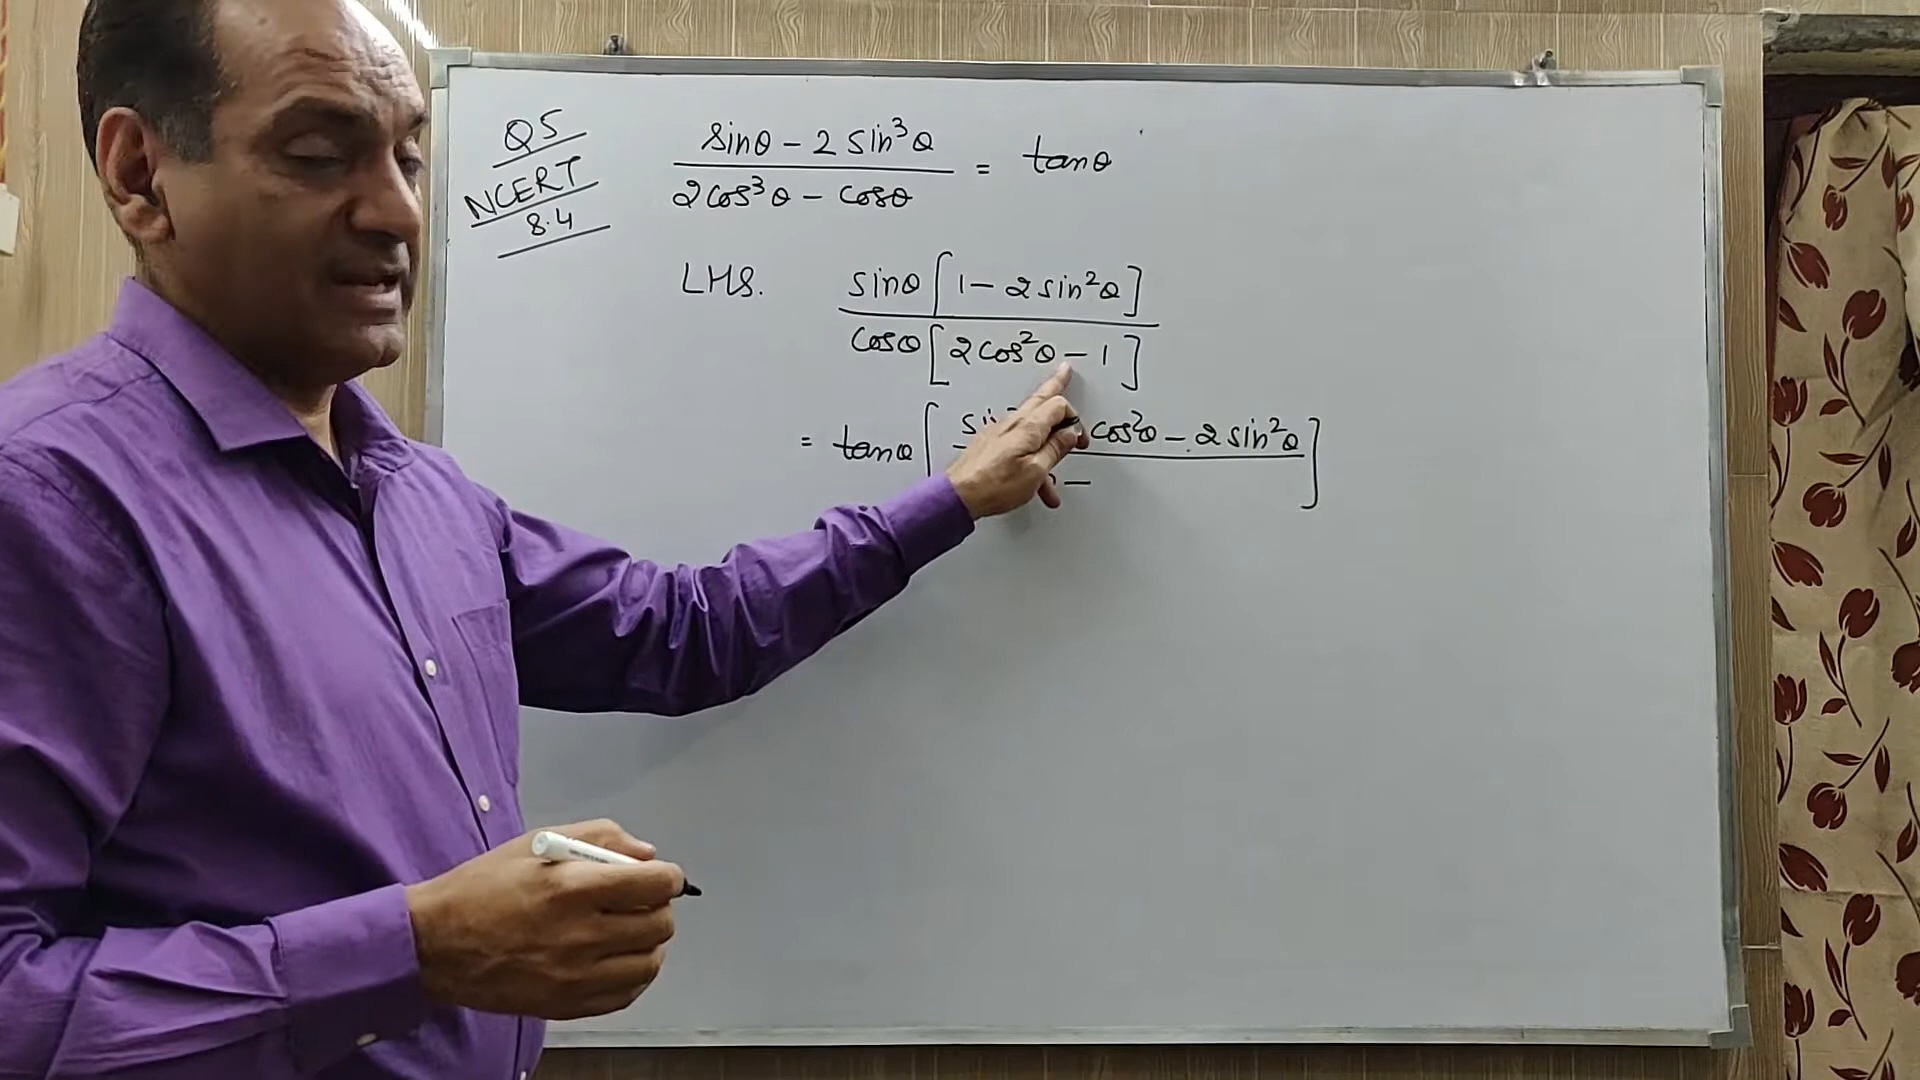 Q5
NCERT
8.4
sinθ - 2 sin³θ
2cos³θ - cosθ
= tanθ
LHS.
sinθ [1 - 2 sin²θ]
cosθ [2cos²θ - 1]
= tanθ [ cos²θ - 2 sin²θ ]
-